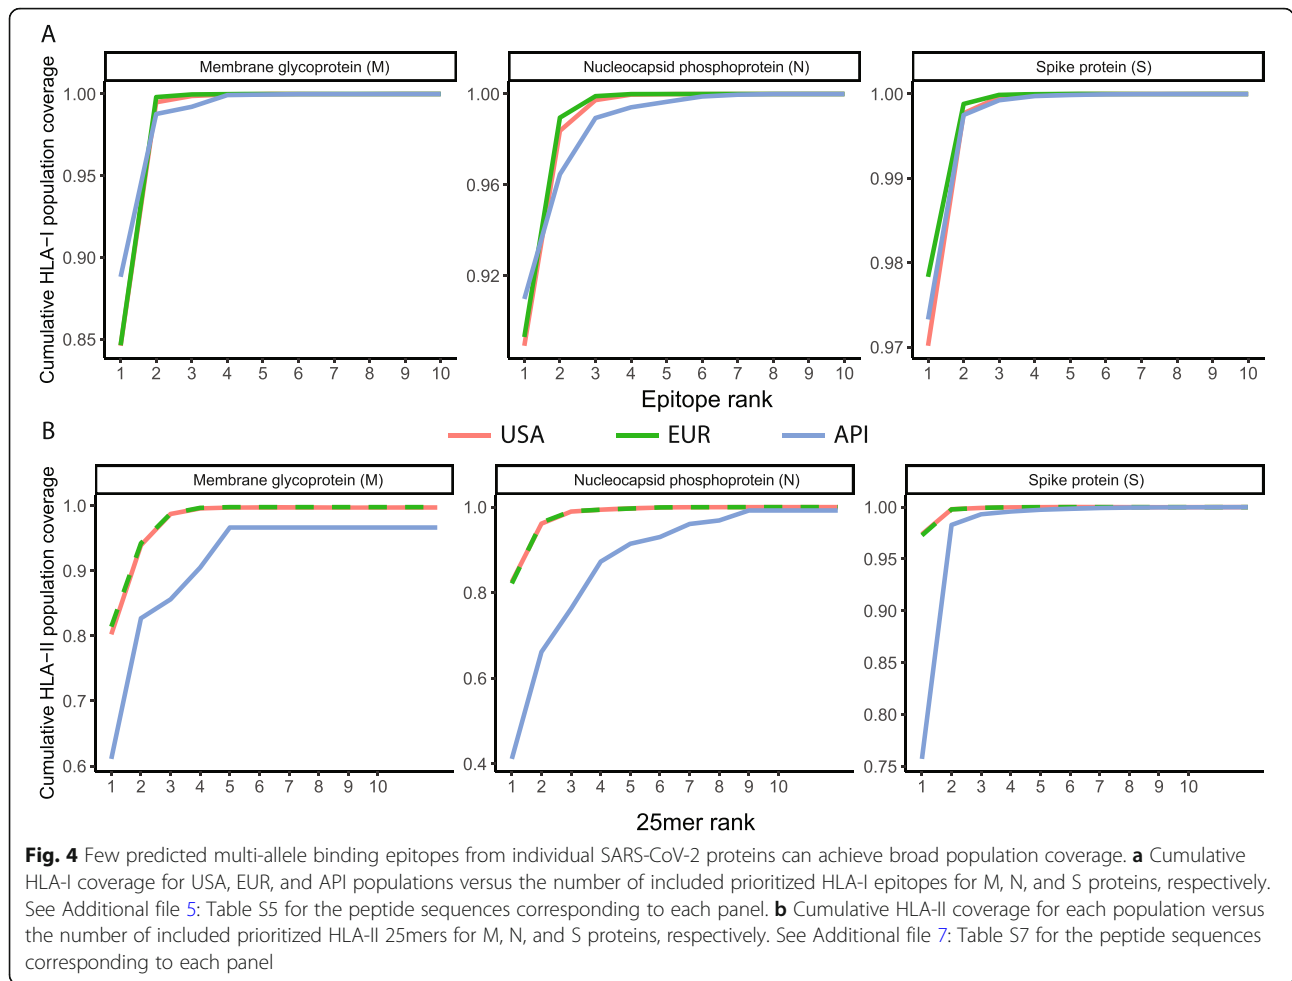 A
Membrane glycoprotein (M)
Nucleocapsid phosphoprotein (N)
Spike protein (S)
Cumulative HLA−I population coverage
1.00
0.95
0.90
0.85
1 2 3 4 5 6 7 8 9 10
1.00
0.96
0.92
1 2 3 4 5 6 7 8 9 10
1.00
0.99
0.98
0.97
1 2 3 4 5 6 7 8 9 10
Epitope rank
B
USA EUR API
Membrane glycoprotein (M)
Nucleocapsid phosphoprotein (N)
Spike protein (S)
Cumulative HLA−II population coverage
1.0
0.9
0.8
0.7
0.6
1 2 3 4 5 6 7 8 9 10
1.0
0.8
0.6
0.4
1 2 3 4 5 6 7 8 9 10
1.00
0.95
0.90
0.85
0.80
0.75
1 2 3 4 5 6 7 8 9 10
25mer rank
Fig. 4 Few predicted multi-allele binding epitopes from individual SARS-CoV-2 proteins can achieve broad population coverage. a Cumulative
HLA-I coverage for USA, EUR, and API populations versus the number of included prioritized HLA-I epitopes for M, N, and S proteins, respectively.
See Additional file 5: Table S5 for the peptide sequences corresponding to each panel. b Cumulative HLA-II coverage for each population versus
the number of included prioritized HLA-II 25mers for M, N, and S proteins, respectively. See Additional file 7: Table S7 for the peptide sequences
corresponding to each panel